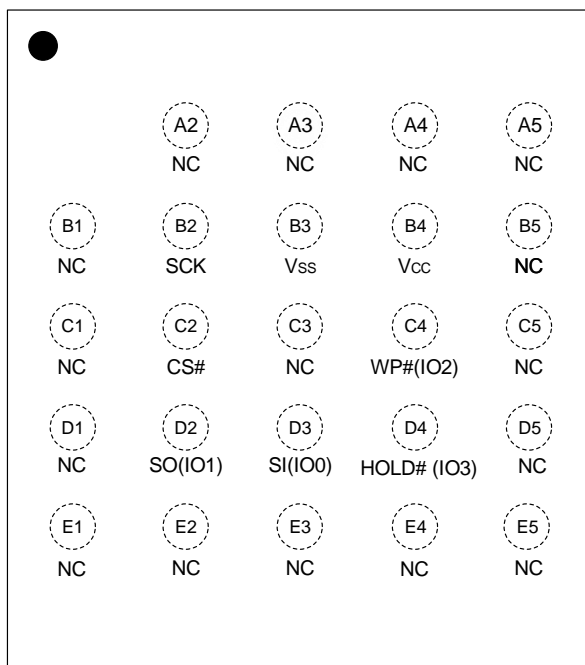 A2 A3 A4 A5
NC NC NC NC
B1 B2 B3 B4 B5
NC SCK Vss Vcc NC
C1 C2 C3 C4 C5
NC CS# NC WP#(IO2) NC
D1 D2 D3 D4 D5
NC SO(IO1) SI(IO0) HOLD# (IO3) NC
E1 E2 E3 E4 E5
NC NC NC NC NC